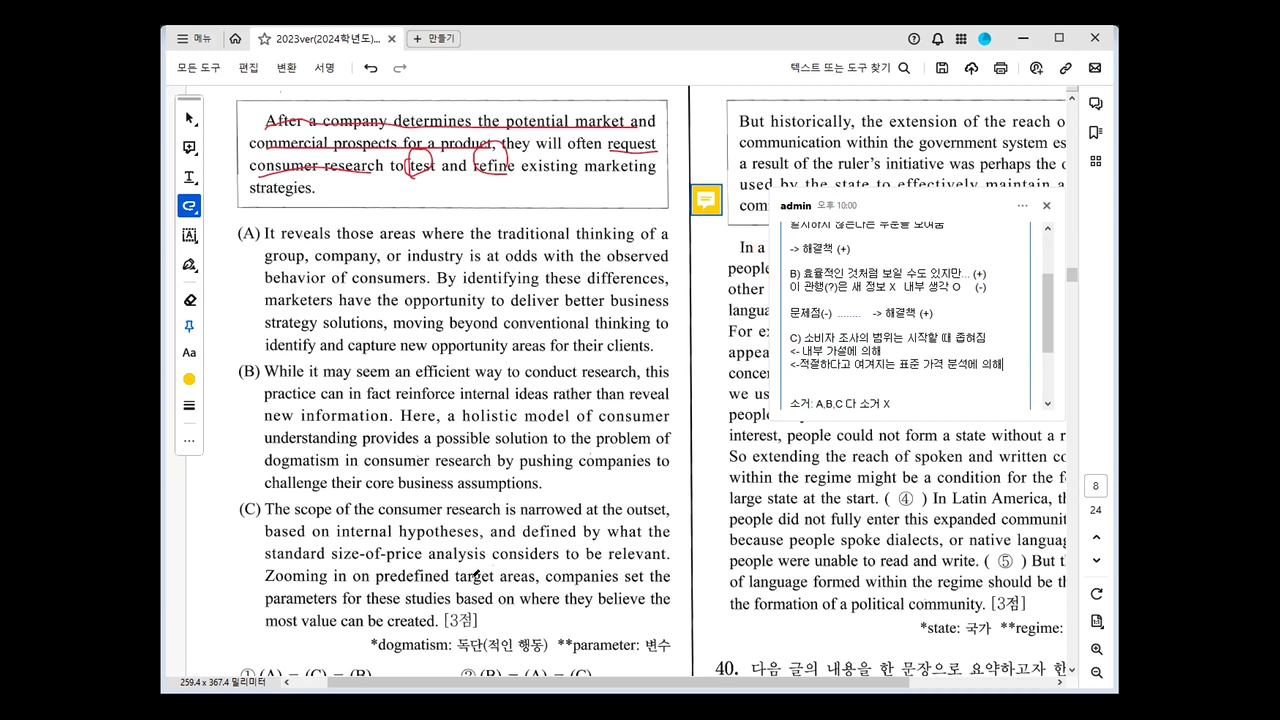 메뉴
2023ver(2024학년도)...
만들기
모든 도구
편집
변환
서명
텍스트 또는 도구 찾기
After a company determines the potential market and
commercial prospects for a product, they will often request
consumer research to test and refine existing marketing
strategies.
(A) It reveals those areas where the traditional thinking of a
group, company, or industry is at odds with the observed
behavior of consumers. By identifying these differences,
marketers have the opportunity to deliver better business
strategy solutions, moving beyond conventional thinking to
identify and capture new opportunity areas for their clients.
(B) While it may seem an efficient way to conduct research, this
practice can in fact reinforce internal ideas rather than reveal
new information. Here, a holistic model of consumer
understanding provides a possible solution to the problem of
dogmatism in consumer research by pushing companies to
challenge their core business assumptions.
(C) The scope of the consumer research is narrowed at the outset,
based on internal hypotheses, and defined by what the
standard size-of-price analysis considers to be relevant.
Zooming in on predefined target areas, companies set the
parameters for these studies based on where they believe the
most value can be created. [3점]
*dogmatism: 독단(적인 행동) **parameter: 변수
① (A) − (C) − (B)
② (B) − (A) − (C)
But historically, the extension of the reach o
communication within the government system es
a result of the ruler's initiative was perhaps the
used by the state to effectively maintain a
com
admin 오후 10:00
-> 해결책 (+)
B) 효율적인 것처럼 보일 수도 있지만... (+)
이 관행(?)은 새 정보 X 내부 생각 O (-)
문제점(-) ........ -> 해결책 (+)
C) 소비자 조사의 범위는 시작할 때 좁혀짐
<- 내부 가설에 의해
<-적절하다고 여겨지는 표준 가격 분석에 의해
소거: A,B,C 다 소거 X
In a
people
other
langua
For ex
appea
conce
we us
people
interest, people could not form a state without a r
So extending the reach of spoken and written co
within the regime might be a condition for the f
large state at the start. ( ④ ) In Latin America, th
people did not fully enter this expanded communit
because people spoke dialects, or native languag
people were unable to read and write. ( ⑤ ) But t
of language formed within the regime should be th
the formation of a political community. [3점]
*state: 국가 **regime:
40. 다음 글의 내용을 한 문장으로 요약하고자 한
Aa
8
24
259.4 x 367.4 밀리미터